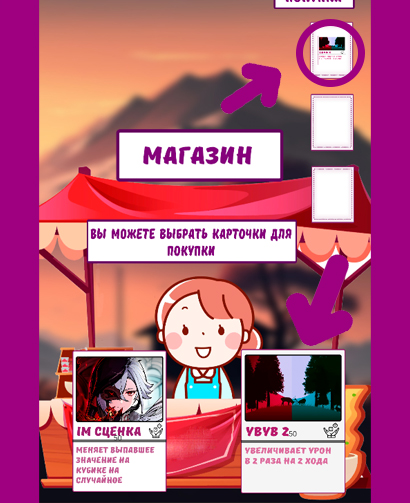 МАГАЗИН
ВЫ МОЖЕТЕ ВЫБРАТЬ КАРТОЧКИ ДЛЯ
ПОКУПКИ
IM СЦЕНКА
50
МЕНЯЕТ ВЫПАВШЕЕ
ЗНАЧЕНИЕ НА
КУБИКЕ НА
СЛУЧАЙНОЕ
УВУВ 2 50
УВЕЛИЧИВАЕТ УРОН
В 2 РАЗА НА 2 ХОДА